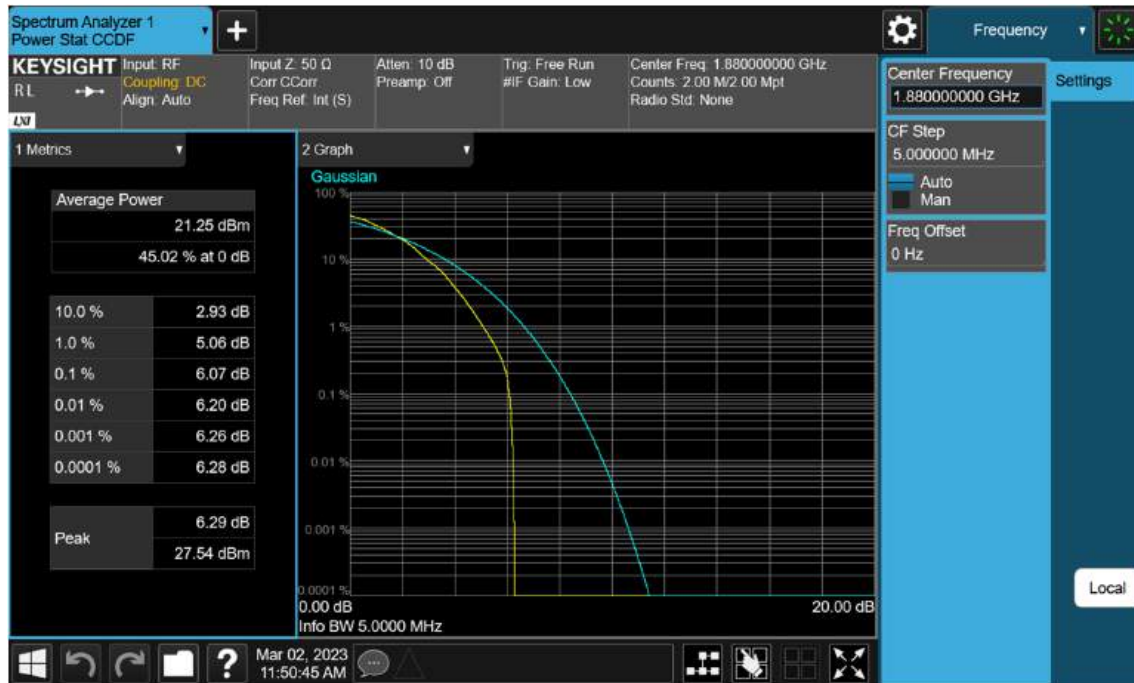 Spectrum Analyzer 1
Power Stat CCDF
+
Frequency
KEYSIGHT
RL
LXI
Input: RF
Coupling: DC
Align: Auto
Input Z: 50 Ω
Corr CCorr
Freq Ref: Int (S)
Atten: 10 dB
Preamp: Off
Trig: Free Run
#IF Gain: Low
Center Freq: 1.880000000 GHz
Counts: 2.00 M/2.00 Mpt
Radio Std: None
Center Frequency
1.880000000 GHz
Settings
CF Step
5.000000 MHz
Auto
Man
Freq Offset
0 Hz
1 Metrics
Average Power
21.25 dBm
45.02 % at 0 dB
10.0 % 2.93 dB
1.0 % 5.06 dB
0.1 % 6.07 dB
0.01 % 6.20 dB
0.001 % 6.26 dB
0.0001 % 6.28 dB
Peak
6.29 dB
27.54 dBm
2 Graph
Gaussian
100 %
10 %
1 %
0.1 %
0.01 %
0.001 %
0.0001 %
0.00 dB 20.00 dB
Info BW 5.0000 MHz
Local
?
Mar 02, 2023
11:50:45 AM